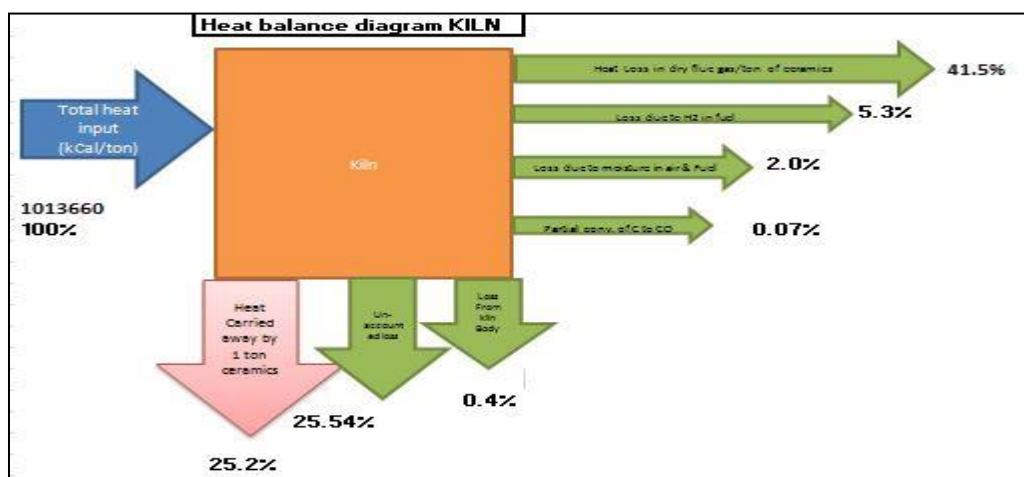 Heat balance diagram KILN
Heat Loss in dry flue gas/ton of ceramics
41.5%
Total heat
input
(kCal/ton)
Loss due to H2 in fuel
5.3%
Kiln
Loss due to moisture in air & Fuel
2.0%
1013660
100%
Partial conv. of C to CO
0.07%
Heat
Carried
away by
1 ton
ceramics
Un-
accounted loss
Loss
From
kiln
Body
0.4%
25.54%
25.2%